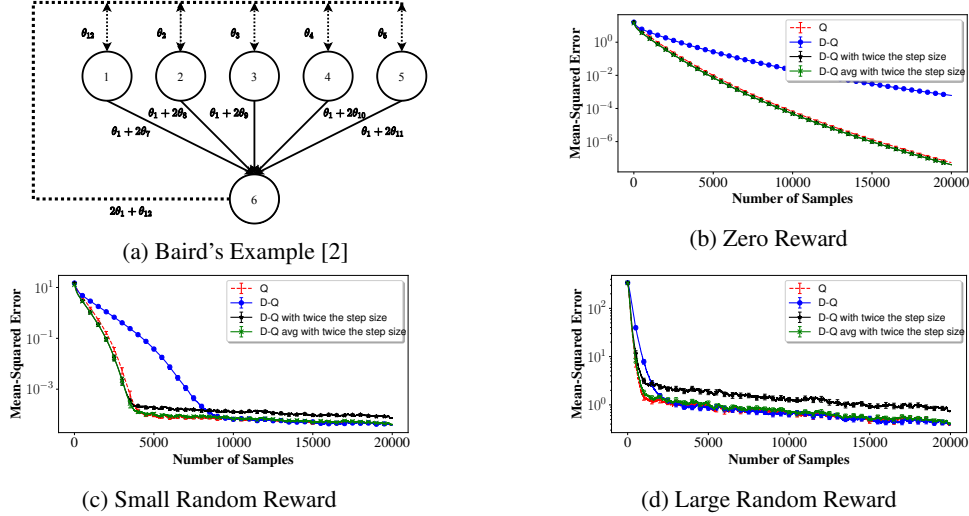 θ12 θ2 θ3 θ4 θ5
1 2 3 4 5
θ1 + 2θ7 θ1 + 2θ8 θ1 + 2θ9 θ1 + 2θ10 θ1 + 2θ11
6
2θ1 + θ12
(a) Baird's Example [2]
Mean-Squared Error
10^0
10^−2
10^−4
10^−6
0 5000 10000 15000 20000
Number of Samples
Q
D-Q
D-Q with twice the step size
D-Q avg with twice the step size
(b) Zero Reward
Mean-Squared Error
10^1
10^−1
10^−3
0 5000 10000 15000 20000
Number of Samples
Q
D-Q
D-Q with twice the step size
D-Q avg with twice the step size
(c) Small Random Reward
Mean-Squared Error
10^2
10^1
10^0
0 5000 10000 15000 20000
Number of Samples
Q
D-Q
D-Q with twice the step size
D-Q avg with twice the step size
(d) Large Random Reward